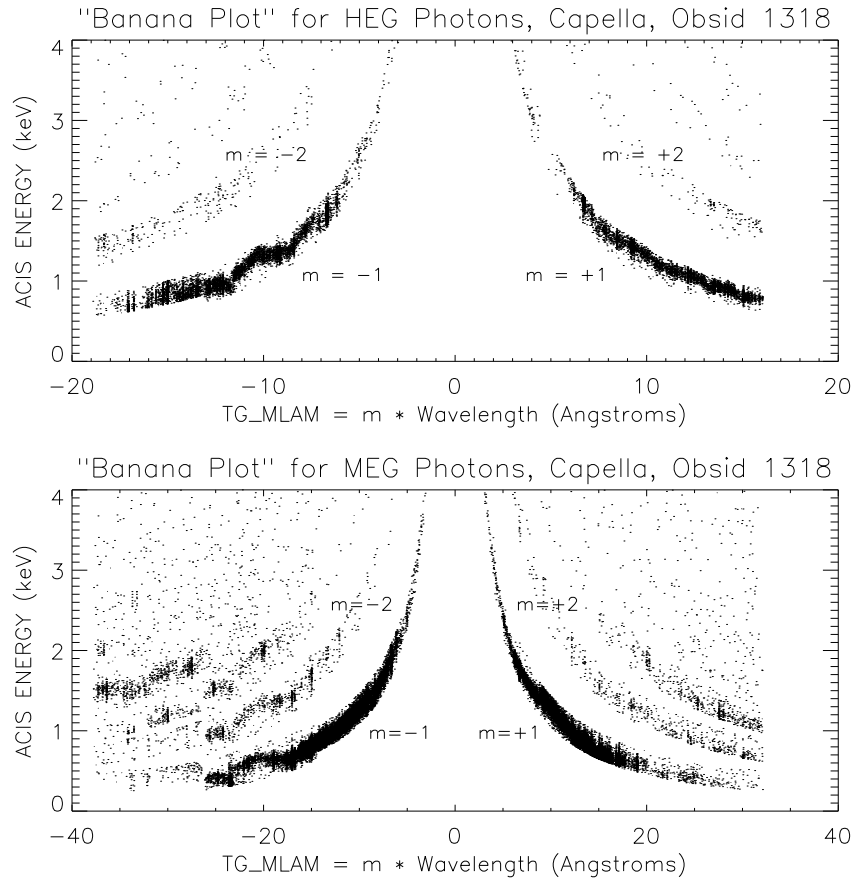 "Banana Plot" for HEG Photons, Capella, Obsid 1318
ACIS ENERGY (keV)
4
3
2
1
0
m = −2
m = +2
m = −1
m = +1
−20
−10
0
10
20
TG_MLAM = m * Wavelength (Angstroms)
"Banana Plot" for MEG Photons, Capella, Obsid 1318
ACIS ENERGY (keV)
4
3
2
1
0
m=−2
m=+2
m=−1
m=+1
−40
−20
0
20
40
TG_MLAM = m * Wavelength (Angstroms)